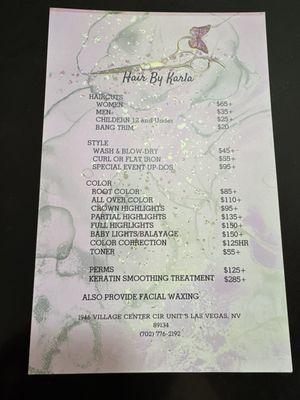 Hair By Karla
HAIRCUTS
WOMEN $65+
MEN $35+
CHILDERN 12 and Under $25+
BANG TRIM $20
STYLE
WASH & BLOW-DRY $45+
CURL OR FLAT IRON $55+
SPECIAL EVENT UP-DOS $95+
COLOR
ROOT COLOR $85+
ALL OVER COLOR $110+
CROWN HIGHLIGHTS $95+
PARTIAL HIGHLIGHTS $135+
FULL HIGHLIGHTS $150+
BABY LIGHTS/BALAYAGE $150+
COLOR CORRECTION $125HR
TONER $55+
PERMS $125+
KERATIN SMOOTHING TREATMENT $285+
ALSO PROVIDE FACIAL WAXING
1946 VILLAGE CENTER CIR UNIT'S LAS VEGAS, NV
89134
(702) 776-2192